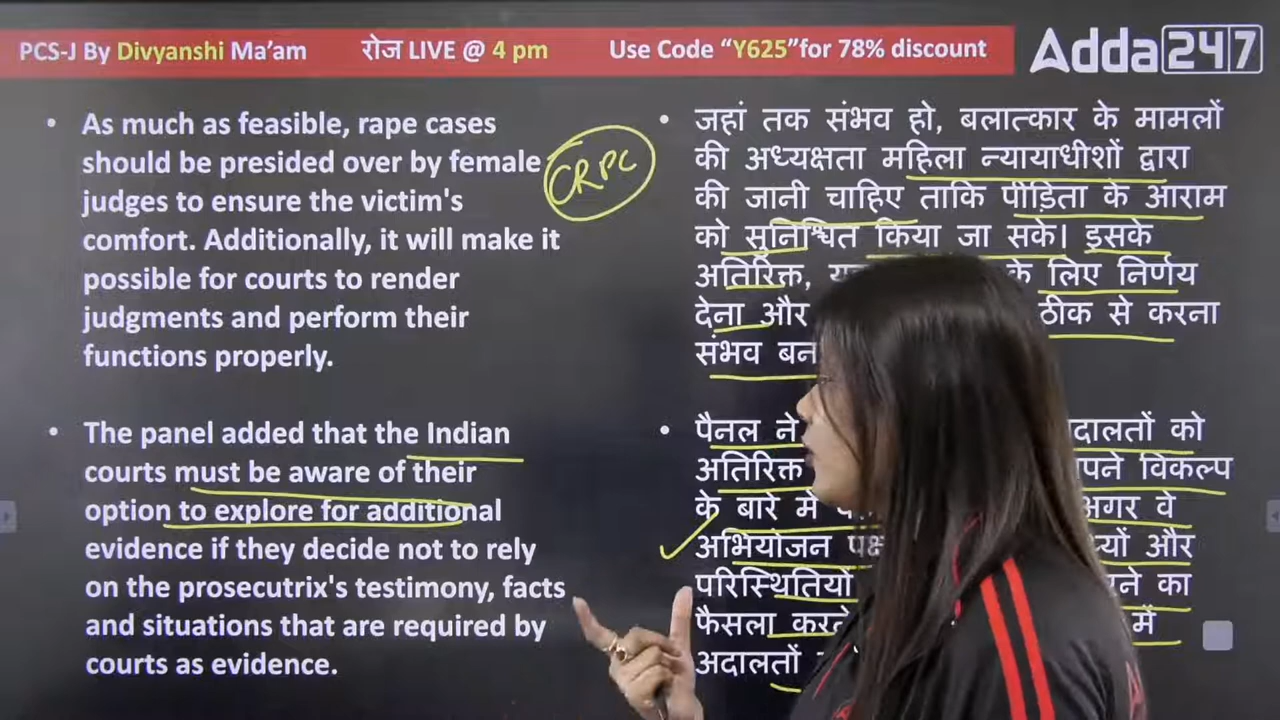 PCS-J By Divyanshi Ma'am रोज LIVE @ 4 pm Use Code “Y625”for 78% discount Adda247
• As much as feasible, rape cases
should be presided over by female
judges to ensure the victim's
comfort. Additionally, it will make it
possible for courts to render
judgments and perform their
functions properly.
CRPC
• The panel added that the Indian
courts must be aware of their
option to explore for additional
evidence if they decide not to rely
on the prosecutrix's testimony, facts
and situations that are required by
courts as evidence.
• जहां तक संभव हो, बलात्कार के मामलों
की अध्यक्षता महिला न्यायाधीशों द्वारा
की जानी चाहिए ताकि पीड़िता के आराम
को सुनिश्चित किया जा सके। इसके
अतिरिक्त, के लिए निर्णय
देना और ठीक से करना
संभव
• पैनल ने को
अतिरिक्त विकल्प
के बारे में अगर वे
अभियोजन पक्ष और
परिस्थितियों का
फैसला करते में
अदालतों